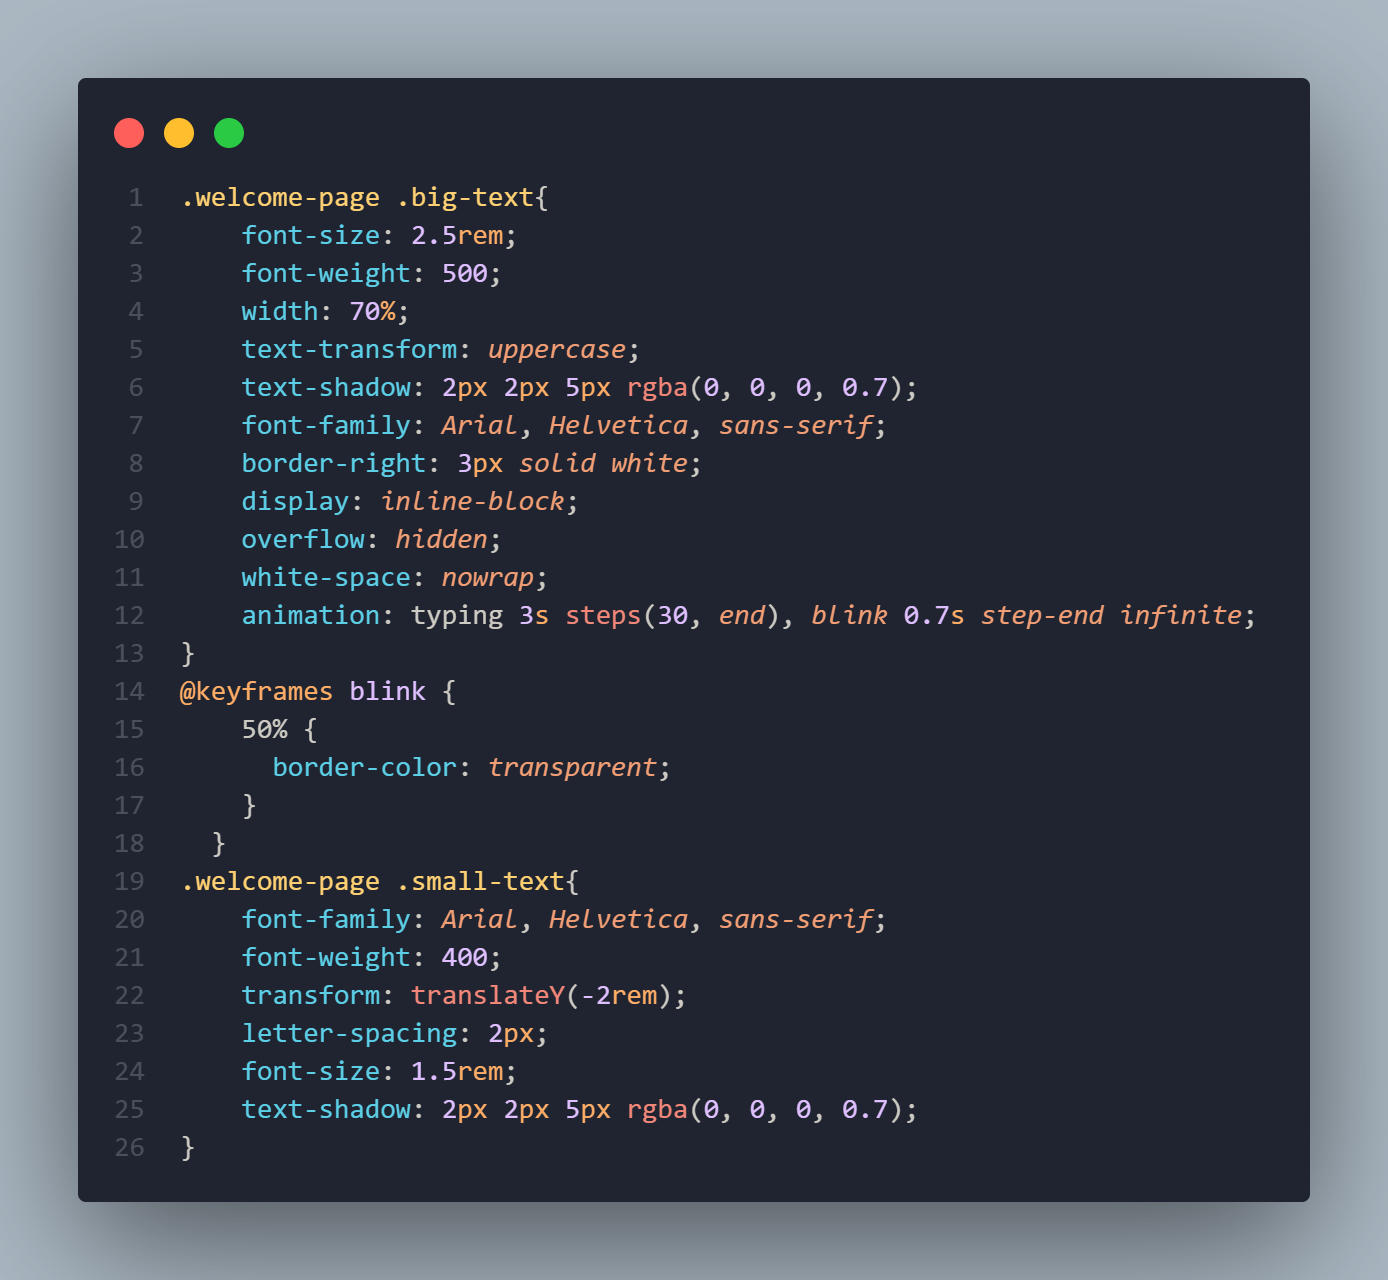 1 .welcome-page .big-text{
2     font-size: 2.5rem;
3     font-weight: 500;
4     width: 70%;
5     text-transform: uppercase;
6     text-shadow: 2px 2px 5px rgba(0, 0, 0, 0.7);
7     font-family: Arial, Helvetica, sans-serif;
8     border-right: 3px solid white;
9     display: inline-block;
10     overflow: hidden;
11     white-space: nowrap;
12     animation: typing 3s steps(30, end), blink 0.7s step-end infinite;
13 }
14 @keyframes blink {
15     50% {
16       border-color: transparent;
17     }
18   }
19 .welcome-page .small-text{
20     font-family: Arial, Helvetica, sans-serif;
21     font-weight: 400;
22     transform: translateY(-2rem);
23     letter-spacing: 2px;
24     font-size: 1.5rem;
25     text-shadow: 2px 2px 5px rgba(0, 0, 0, 0.7);
26 }